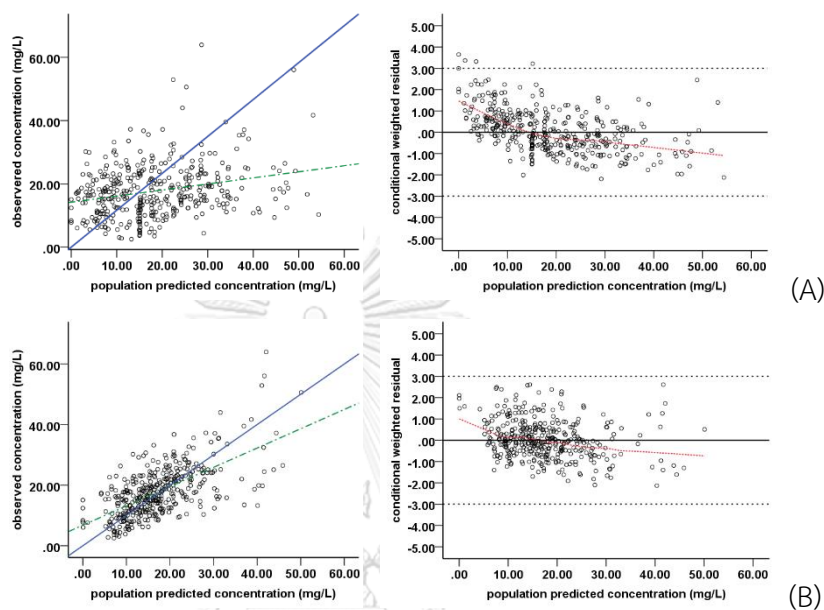 observered concentration (mg/L)
60.00
40.00
20.00
.00
.00 10.00 20.00 30.00 40.00 50.00 60.00
population predicted concentration (mg/L)
conditional weighted residual
5.00
4.00
3.00
2.00
1.00
.00
-1.00
-2.00
-3.00
-5.00
.00 10.00 20.00 30.00 40.00 50.00 60.00
population prediction concentration (mg/L)
(A)
observed concentration (mg/L)
60.00
40.00
20.00
.00
.00 10.00 20.00 30.00 40.00 50.00 60.00
population predicted concentration (mg/L)
conditional weighted residual
5.00
4.00
3.00
2.00
1.00
.00
-1.00
-2.00
-3.00
-5.00
.00 10.00 20.00 30.00 40.00 50.00 60.00
population predicted concentration (mg/L)
(B)